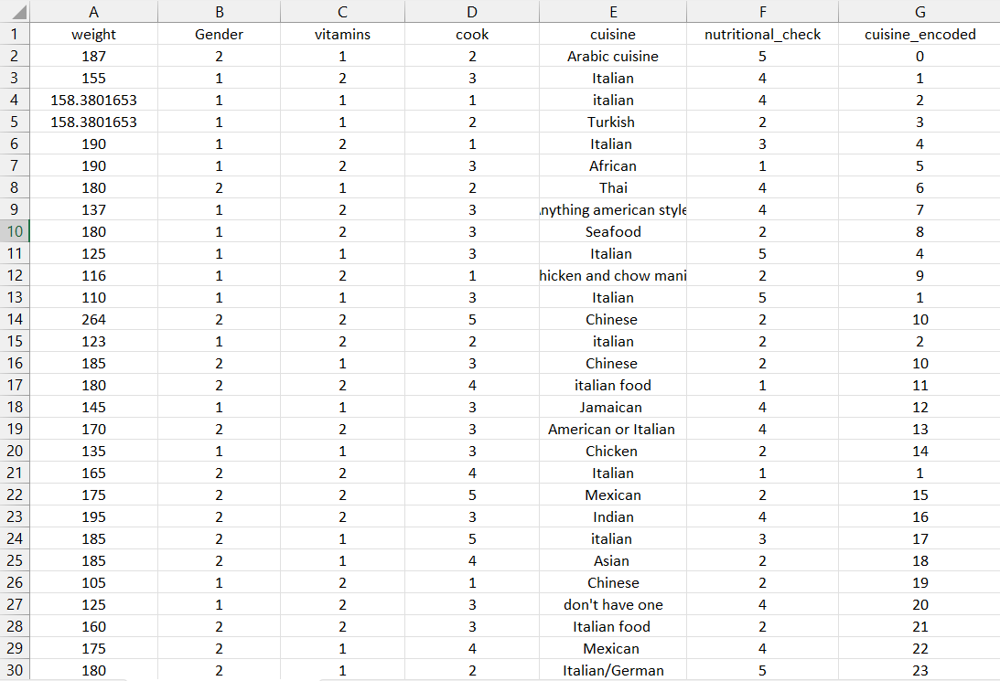 A B C D E F G
1 weight Gender vitamins cook cuisine nutritional_check cuisine_encoded
2 187 2 1 2 Arabic cuisine 5 0
3 155 1 2 3 Italian 4 1
4 158.3801653 1 1 1 italian 4 2
5 158.3801653 1 1 2 Turkish 2 3
6 190 1 2 1 Italian 3 4
7 190 1 2 3 African 1 5
8 180 2 1 2 Thai 4 6
9 137 1 2 3 nything american style 4 7
10 180 1 2 3 Seafood 2 8
11 125 1 1 3 Italian 5 4
12 116 1 2 1 hicken and chow mani 2 9
13 110 1 1 3 Italian 5 1
14 264 2 2 5 Chinese 2 10
15 123 1 2 2 italian 2 2
16 185 2 1 3 Chinese 2 10
17 180 2 2 4 italian food 1 11
18 145 1 1 3 Jamaican 4 12
19 170 2 2 3 American or Italian 4 13
20 135 1 1 3 Chicken 2 14
21 165 2 2 4 Italian 1 1
22 175 2 2 5 Mexican 2 15
23 195 2 2 3 Indian 4 16
24 185 2 1 5 italian 3 17
25 185 2 1 4 Asian 2 18
26 105 1 2 1 Chinese 2 19
27 125 1 2 3 don't have one 4 20
28 160 2 2 3 Italian food 2 21
29 175 2 1 4 Mexican 4 22
30 180 2 1 2 Italian/German 5 23